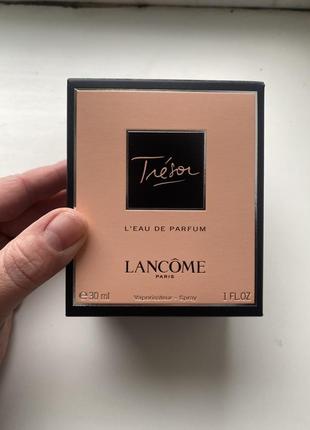 Trésor
L'EAU DE PARFUM
LANCÔME
PARIS
℮ 30 ml Vaporisateur - Spray 1 FL.OZ